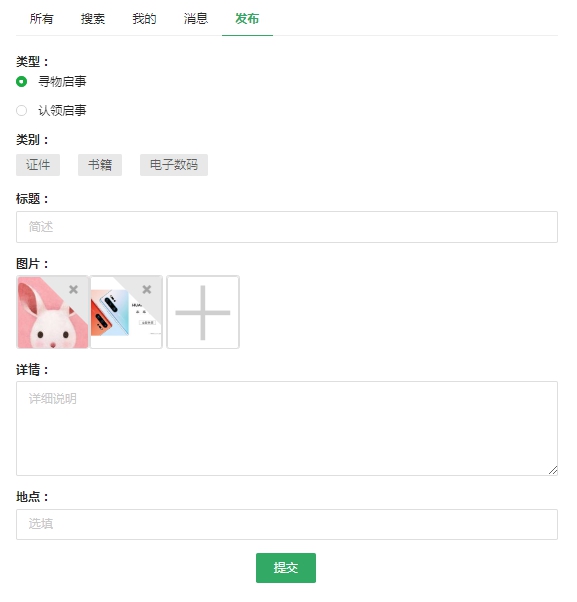 所有 搜索 我的 消息 发布
类型：
寻物启事
认领启事
类别：
证件 书籍 电子数码
标题：
简述
图片：
详情：
详细说明
地点：
选填
提交